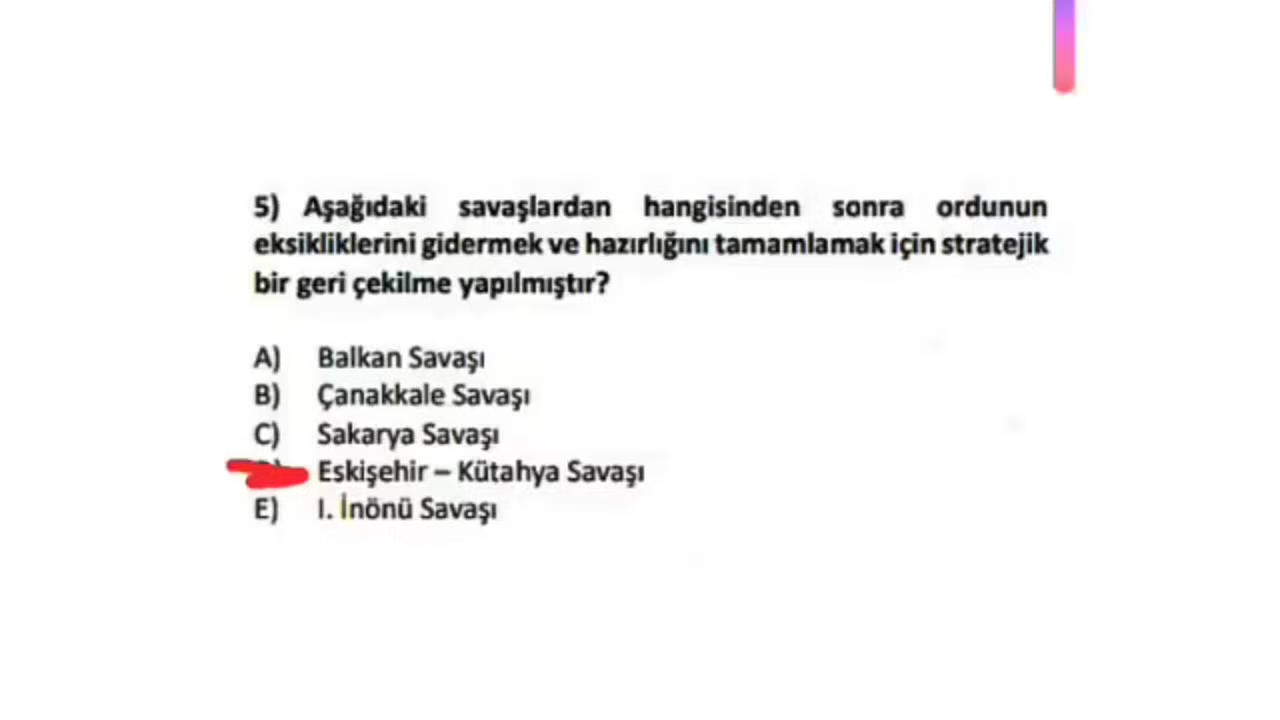 5) Aşağıdaki savaşlardan hangisinden sonra ordunun
eksikliklerini gidermek ve hazırlığını tamamlamak için stratejik
bir geri çekilme yapılmıştır?
A) Balkan Savaşı
B) Çanakkale Savaşı
C) Sakarya Savaşı
Eskişehir – Kütahya Savaşı
E) I. İnönü Savaşı